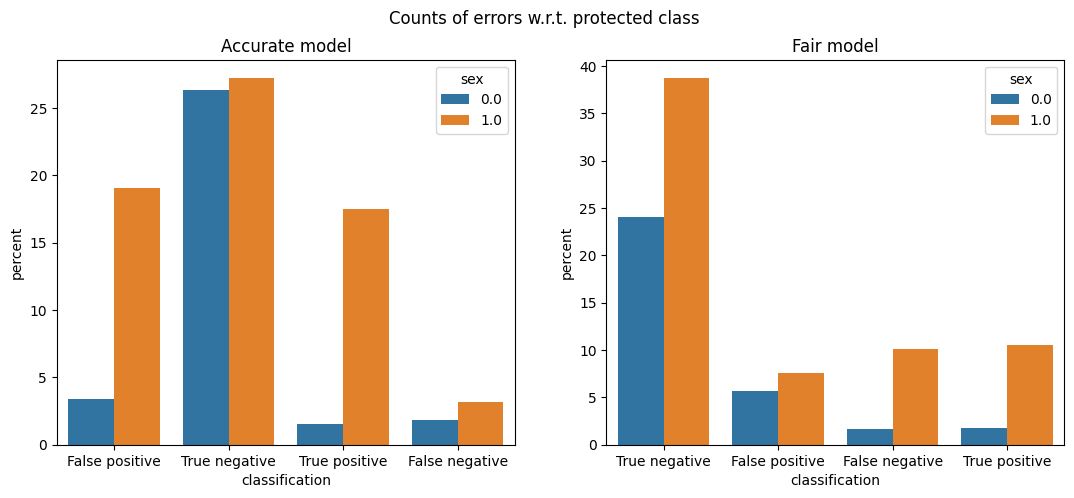 Counts of errors w.r.t. protected class
Accurate model
percent
25
20
15
10
5
0
sex
0.0
1.0
False positive True negative True positive False negative
classification
Fair model
percent
40
35
30
25
20
15
10
5
0
sex
0.0
1.0
True negative False positive False negative True positive
classification